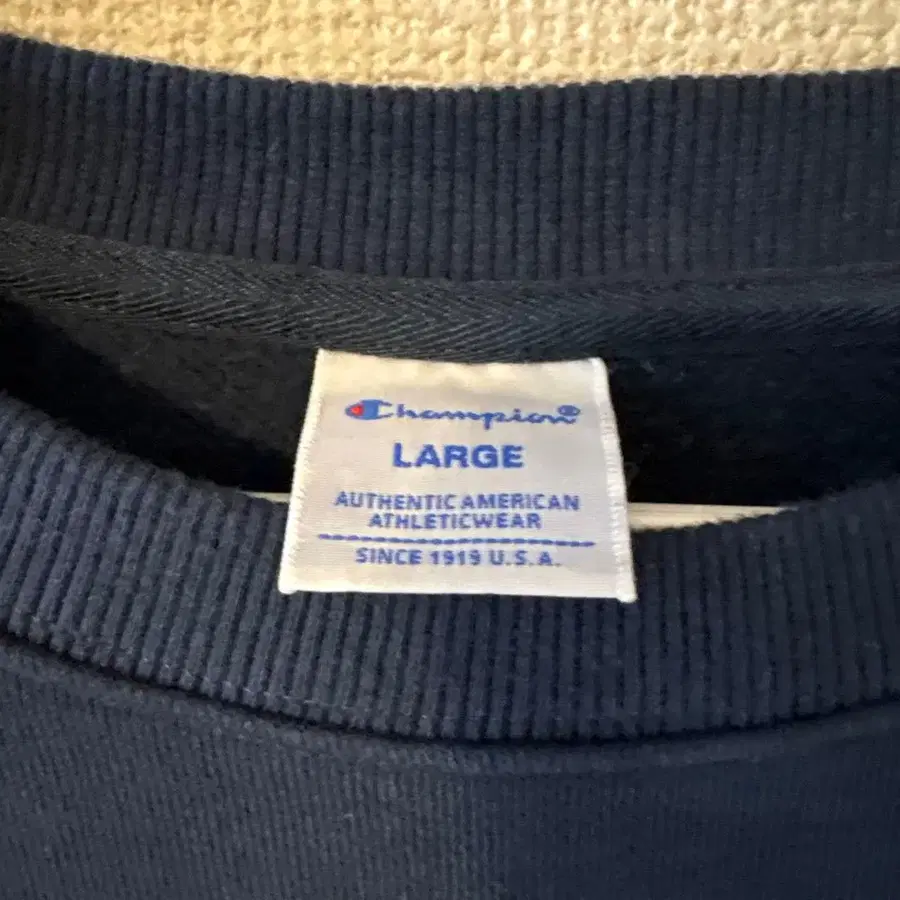 Champion®
LARGE
AUTHENTIC AMERICAN
ATHLETICWEAR
SINCE 1919 U.S.A.